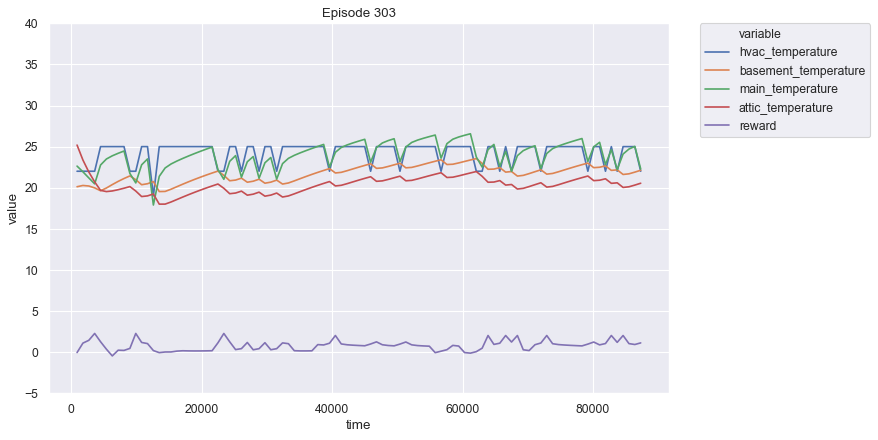 Episode 303
40
35
30
25
20
15
10
5
0
−5
value
0
20000
40000
60000
80000
time
variable
hvac_temperature
basement_temperature
main_temperature
attic_temperature
reward